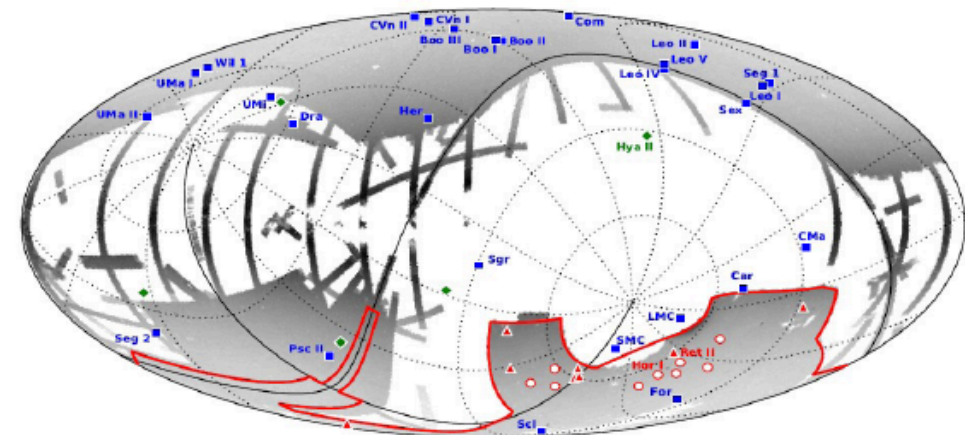 CVn II
CVn I
Com
Boo III
Boo I
Boo II
Leo II
Leo V
Leo IV
Wil 1
UMa I
Seg 1
Leo I
UMi
Sex
UMa II
Dra
Her
Hya II
CMa
Sgr
Car
LMC
Seg 2
Psc II
SMC
Ret II
Hor I
For
Scl